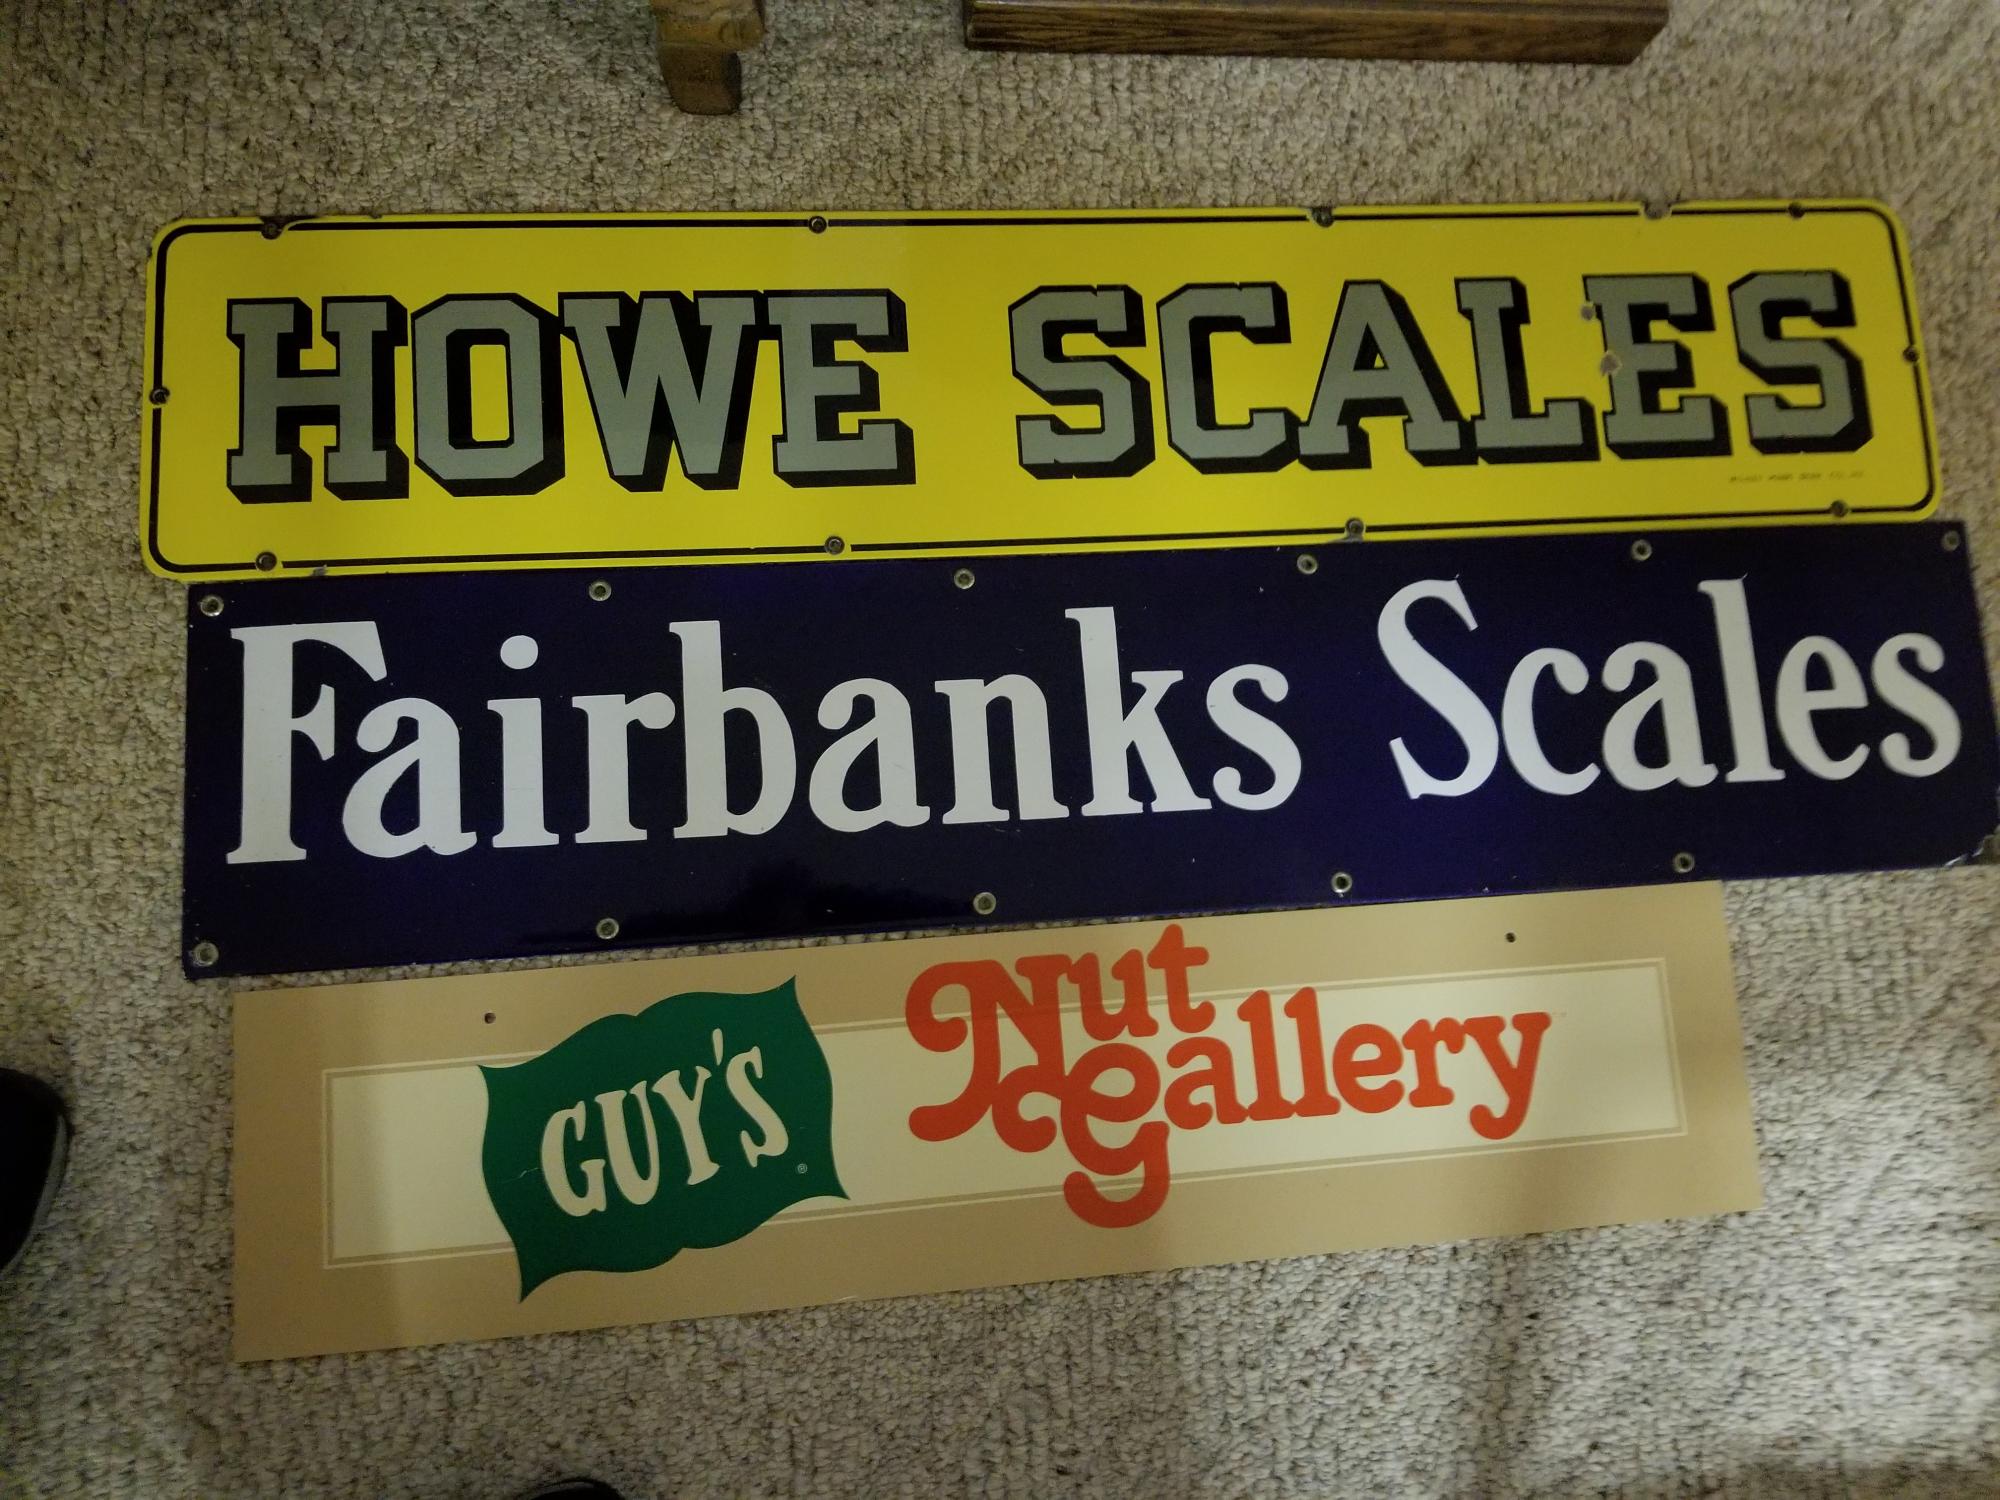 HOWE SCALES
Fairbanks Scales
GUY'S ®
Nut
Gallery